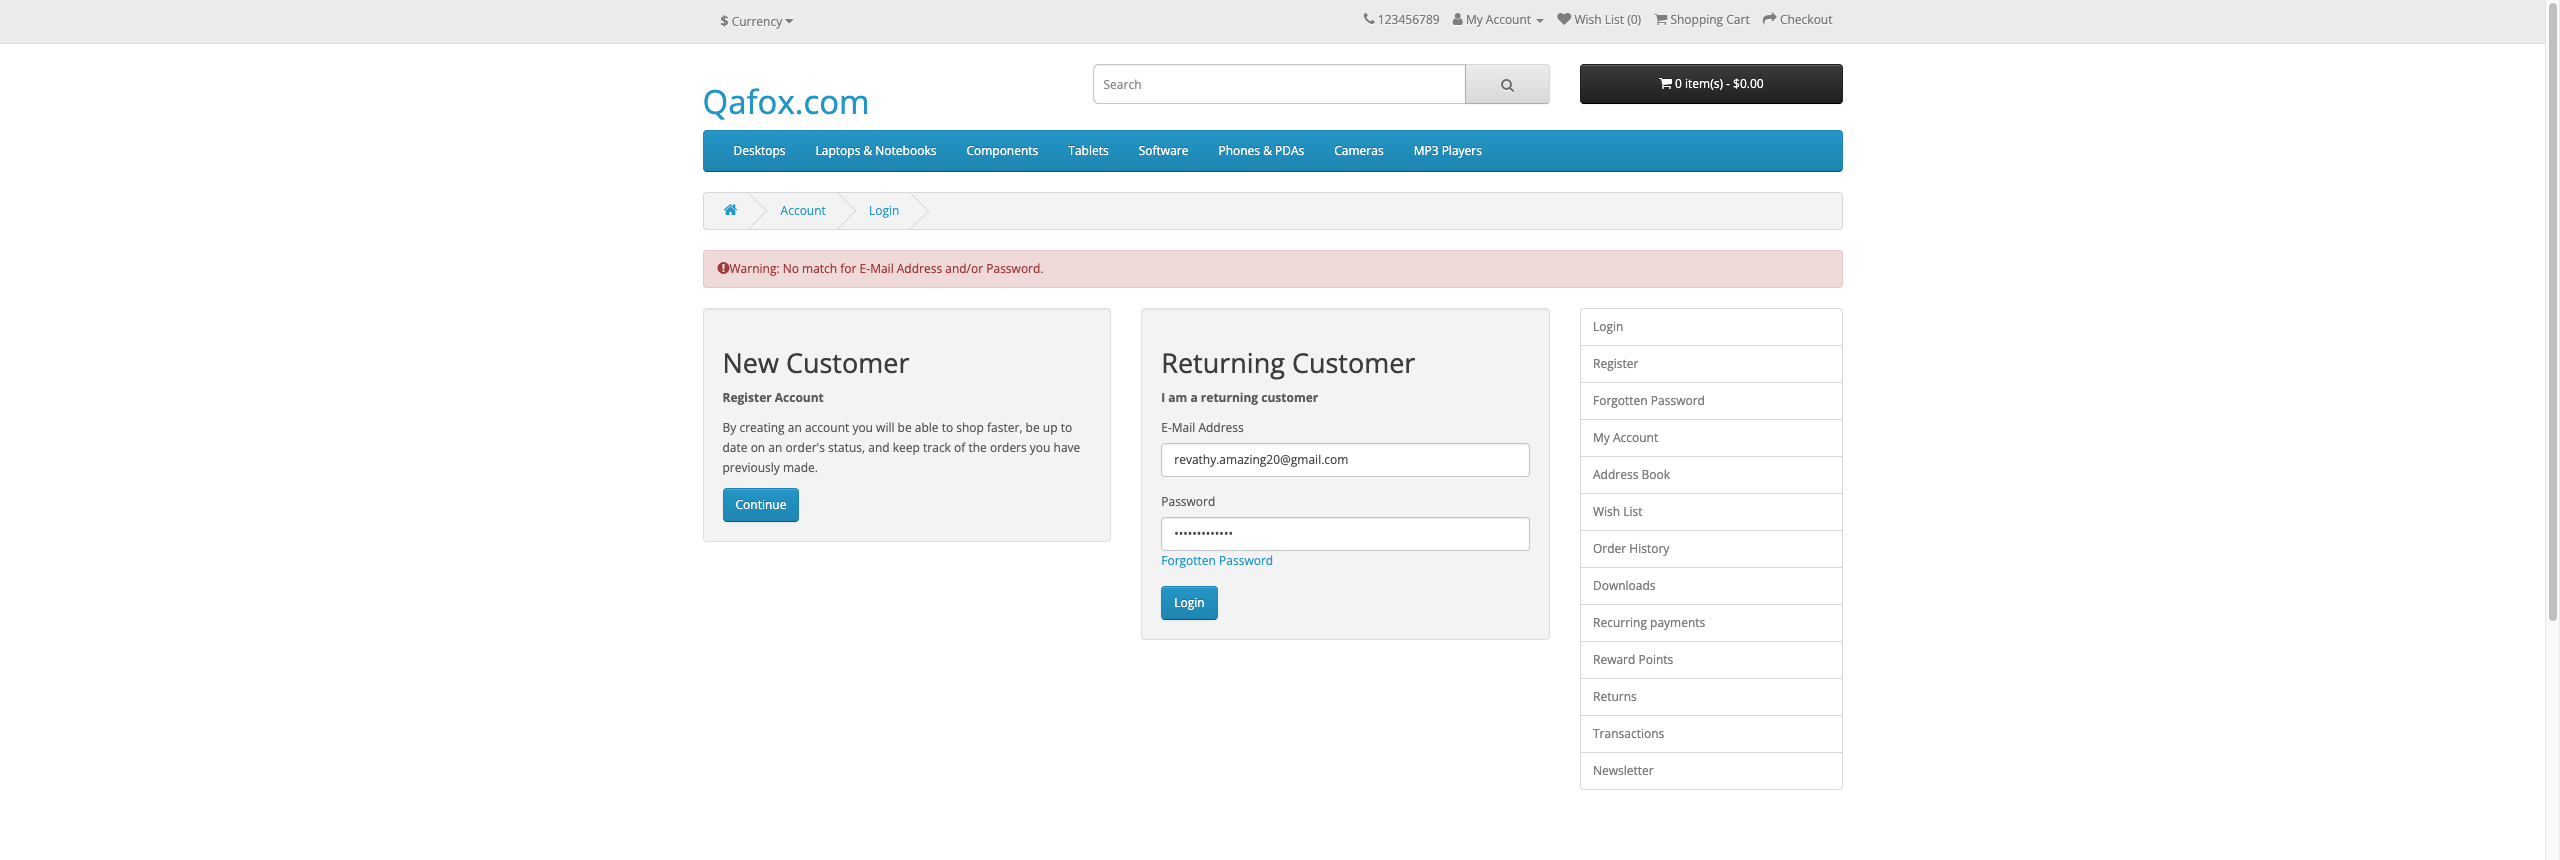 $ Currency
123456789 My Account Wish List (0) Shopping Cart Checkout
Qafox.com
Search
0 item(s) - $0.00
Desktops Laptops & Notebooks Components Tablets Software Phones & PDAs Cameras MP3 Players
Account Login
Warning: No match for E-Mail Address and/or Password.
New Customer
Register Account
By creating an account you will be able to shop faster, be up to
date on an order's status, and keep track of the orders you have
previously made.
Continue
Returning Customer
I am a returning customer
E-Mail Address
revathy.amazing20@gmail.com
Password
•••••••••••••
Forgotten Password
Login
Login
Register
Forgotten Password
My Account
Address Book
Wish List
Order History
Downloads
Recurring payments
Reward Points
Returns
Transactions
Newsletter